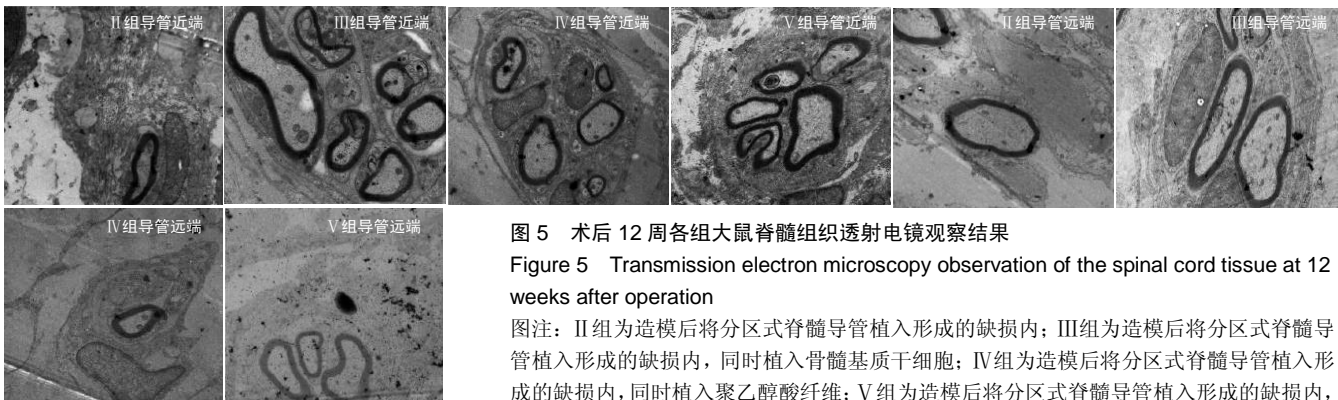 Ⅱ组导管近端
Ⅲ组导管近端
Ⅳ组导管近端
Ⅴ组导管近端
Ⅱ组导管远端
Ⅲ组导管远端
Ⅳ组导管远端
Ⅴ组导管远端
图 5 术后 12 周各组大鼠脊髓组织透射电镜观察结果
Figure 5 Transmission electron microscopy observation of the spinal cord tissue at 12
weeks after operation
图注：Ⅱ组为造模后将分区式脊髓导管植入形成的缺损内；Ⅲ组为造模后将分区式脊髓导
管植入形成的缺损内，同时植入骨髓基质干细胞；Ⅳ组为造模后将分区式脊髓导管植入形
成的缺损内，同时植入聚乙醇酸纤维；Ⅴ组为造模后将分区式脊髓导管植入形成的缺损内，